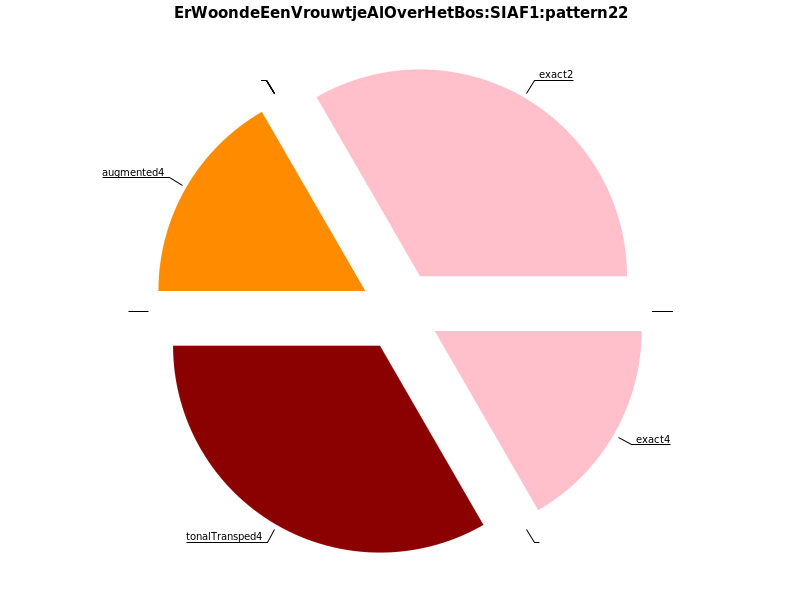 ErWoondeEenVrouwtjeAlOverHetBos:SIAF1:pattern22
exact2
augmented4
exact4
tonalTransped4